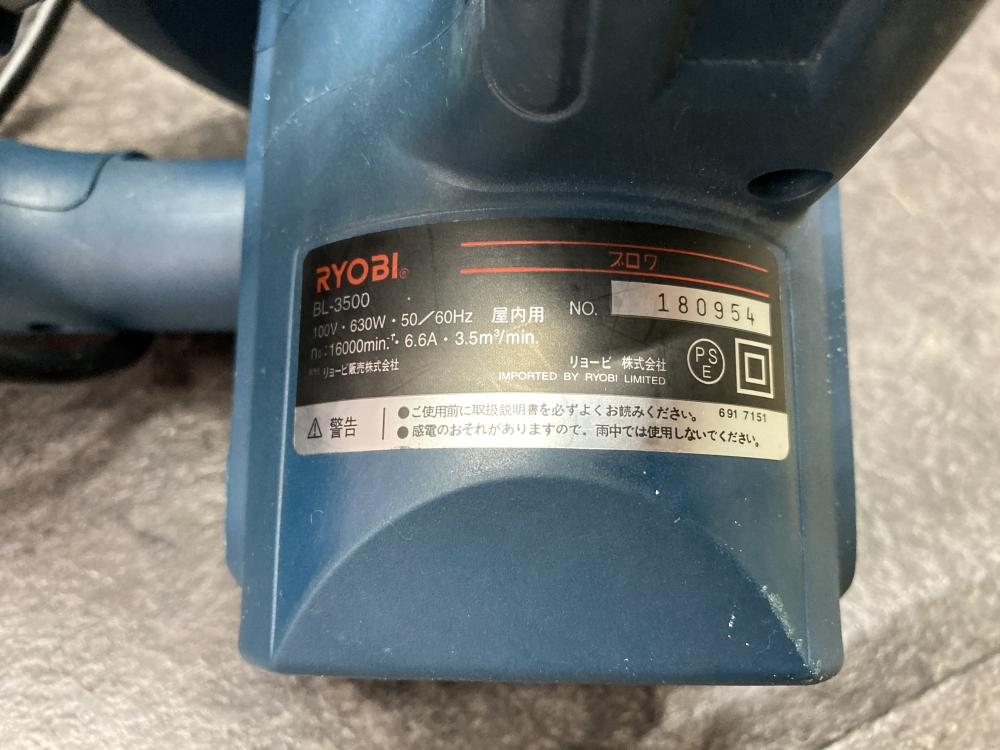 RYOBI®
ブロワ
BL-3500
NO. 180954
100V・630W・50/60Hz 屋内用
n₀:16000min.⁻・6.6A・3.5m³/min.
リョービ販売株式会社
リョービ 株式会社
IMPORTED BY RYOBI LIMITED
PS
E
⚠ 警告
●ご使用前に取扱説明書を必ずよくお読みください。
691 7151
●感電のおそれがありますので。雨中では使用しないでください。